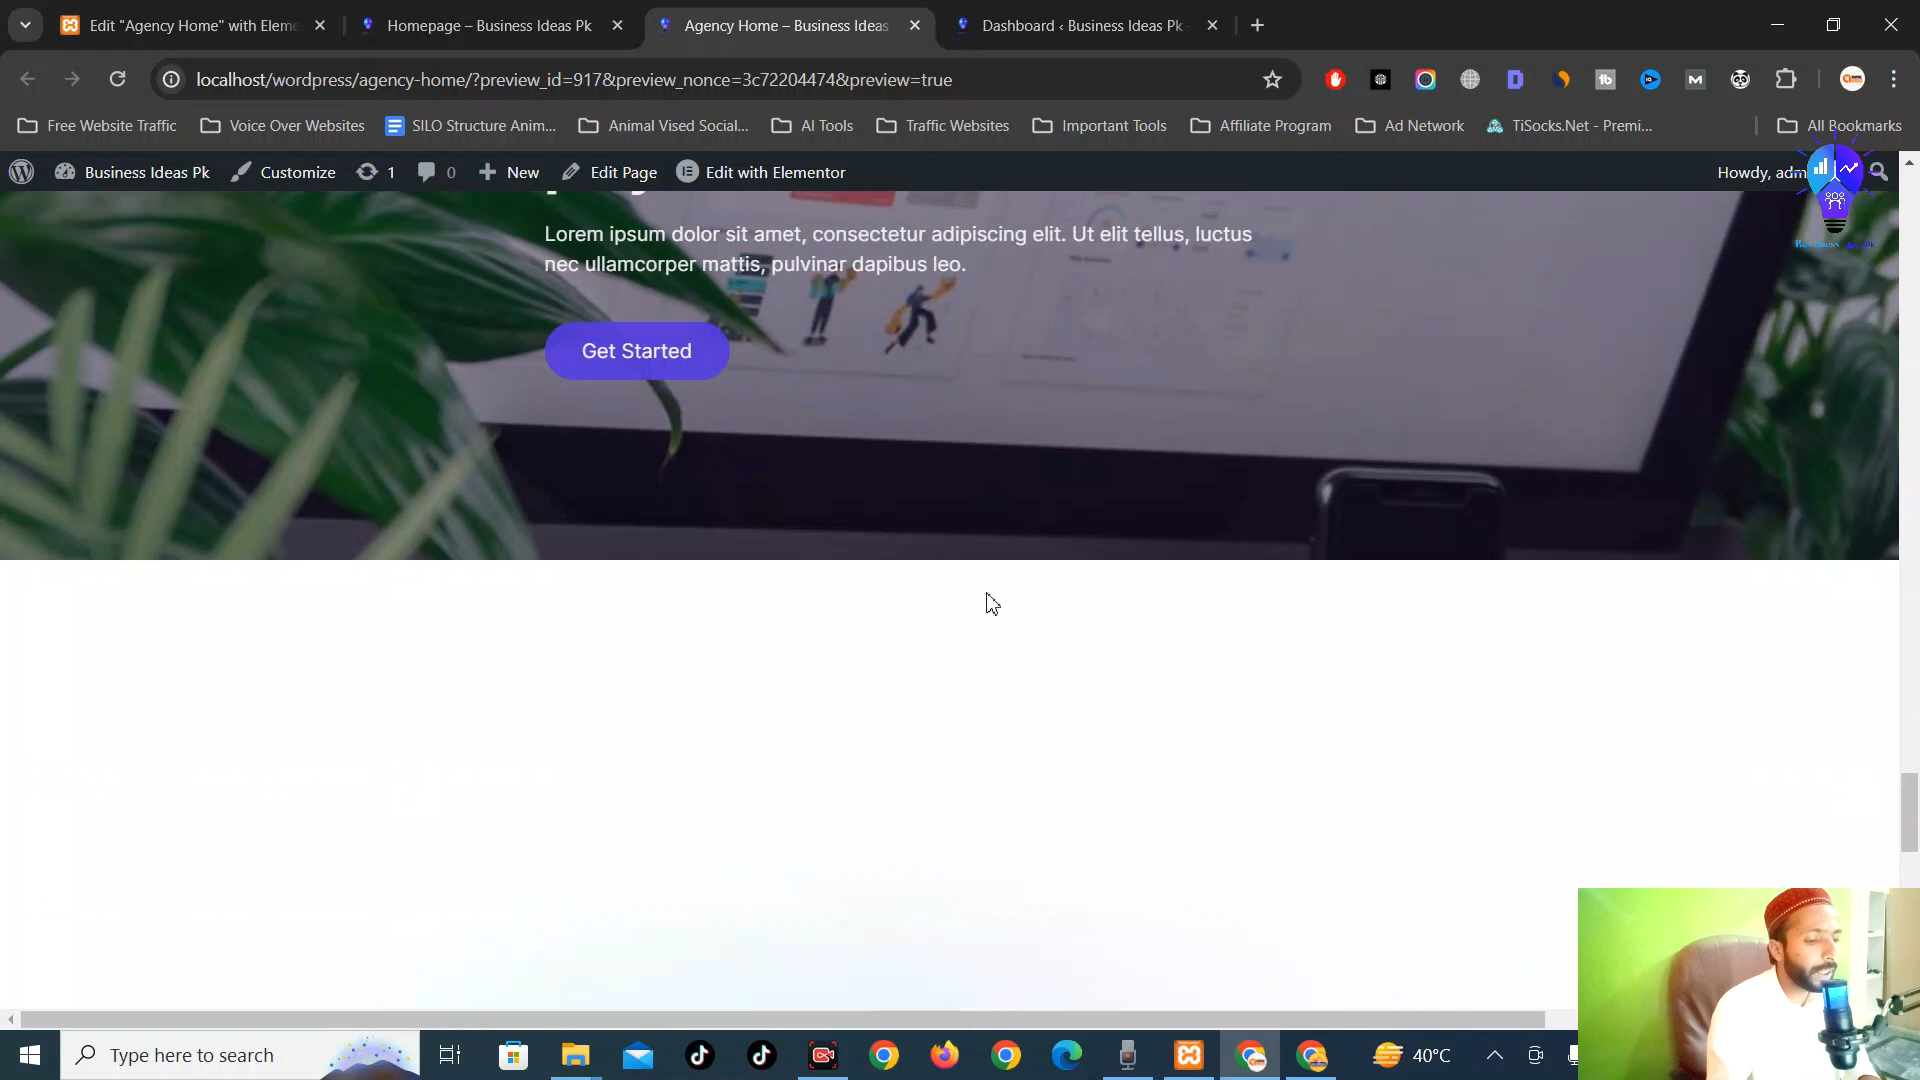 Edit "Agency Home" with Eleme
Homepage – Business Ideas Pk
Agency Home – Business Ideas
Dashboard ‹ Business Ideas Pk
localhost/wordpress/agency-home/?preview_id=917&preview_nonce=3c72204474&preview=true
Free Website Traffic
Voice Over Websites
SILO Structure Anim...
Animal Vised Social...
AI Tools
Traffic Websites
Important Tools
Affiliate Program
Ad Network
TiSocks.Net - Premi...
All Bookmarks
Business Ideas Pk
Customize
1
0
New
Edit Page
Edit with Elementor
Howdy, adm
Lorem ipsum dolor sit amet, consectetur adipiscing elit. Ut elit tellus, luctus
nec ullamcorper mattis, pulvinar dapibus leo.
Get Started
Type here to search
40°C